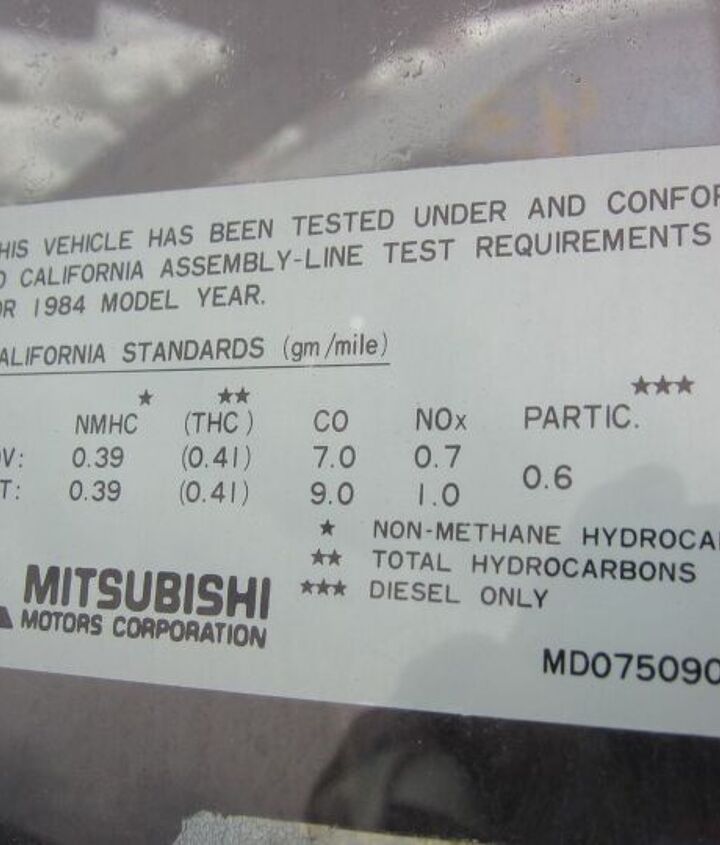 HIS VEHICLE HAS BEEN TESTED UNDER AND CONFOR
O CALIFORNIA ASSEMBLY-LINE TEST REQUIREMENTS
OR 1984 MODEL YEAR.
ALIFORNIA STANDARDS (gm/mile)
★ ★★ ★★★
NMHC (THC) CO NOx PARTIC.
V: 0.39 (0.41) 7.0 0.7
0.6
T: 0.39 (0.41) 9.0 1.0
★ NON-METHANE HYDROCA
★★ TOTAL HYDROCARBONS
★★★ DIESEL ONLY
MITSUBISHI
MOTORS CORPORATION
MD075090